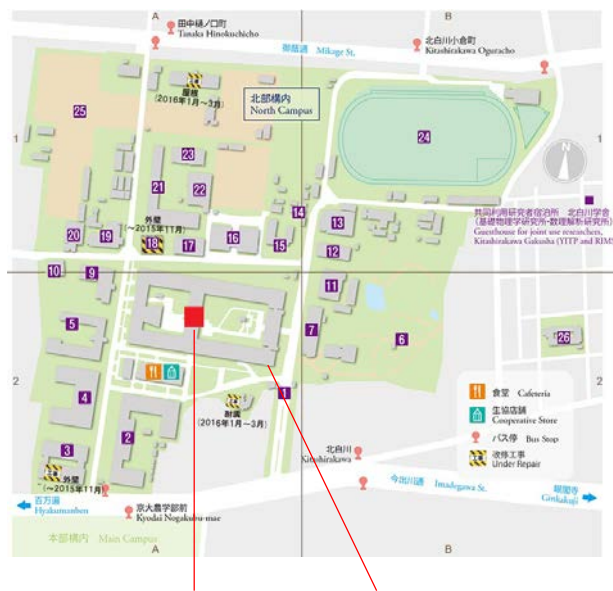 A
B
田中樋ノ口町
Tanaka Hinokuchicho
御蔭通 Mikage St.
北白川小倉町
Kitashirakawa Oguracho
工事
屋根
(2016年1月~3月)
北部構内
North Campus
25
24
1
1
23
21
22
N
共同利用研究者宿泊所 北白川学舎
(基礎物理学研究所・数理解析研究所)
Guesthouse for joint use researchers,
Kitashirakawa Gakusha (YITP and RIMS
14
13
外壁
(~2015年11月)
20
19
18
17
16
15
12
10
9
11
5
7
6
26
4
1
2
2
耐震
(2016年1月~3月)
食堂 Cafeteria
生協店舗
Cooperative Store
バス停 Bus Stop
改修工事
Under Repair
2
3
外壁
(~2015年11月)
北白川
Kitashirakawa
今出川通 Imadegawa St.
銀閣寺
Ginkakuji
百万遍
Hyakumanben
京大農学部前
Kyodai Nogakubu-mae
本部構内 Main Campus
A
B